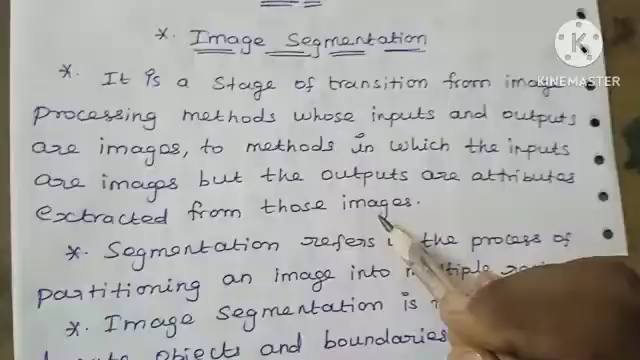 * Image Segmentation
* It is a stage of transition from image
processing methods whose inputs and outputs
are images, to methods in which the inputs
are images but the outputs are attributes
extracted from those images.
* Segmentation refers the process of
partitioning an image into
* Image Segmentation is
objects and boundaries
KINEMASTER